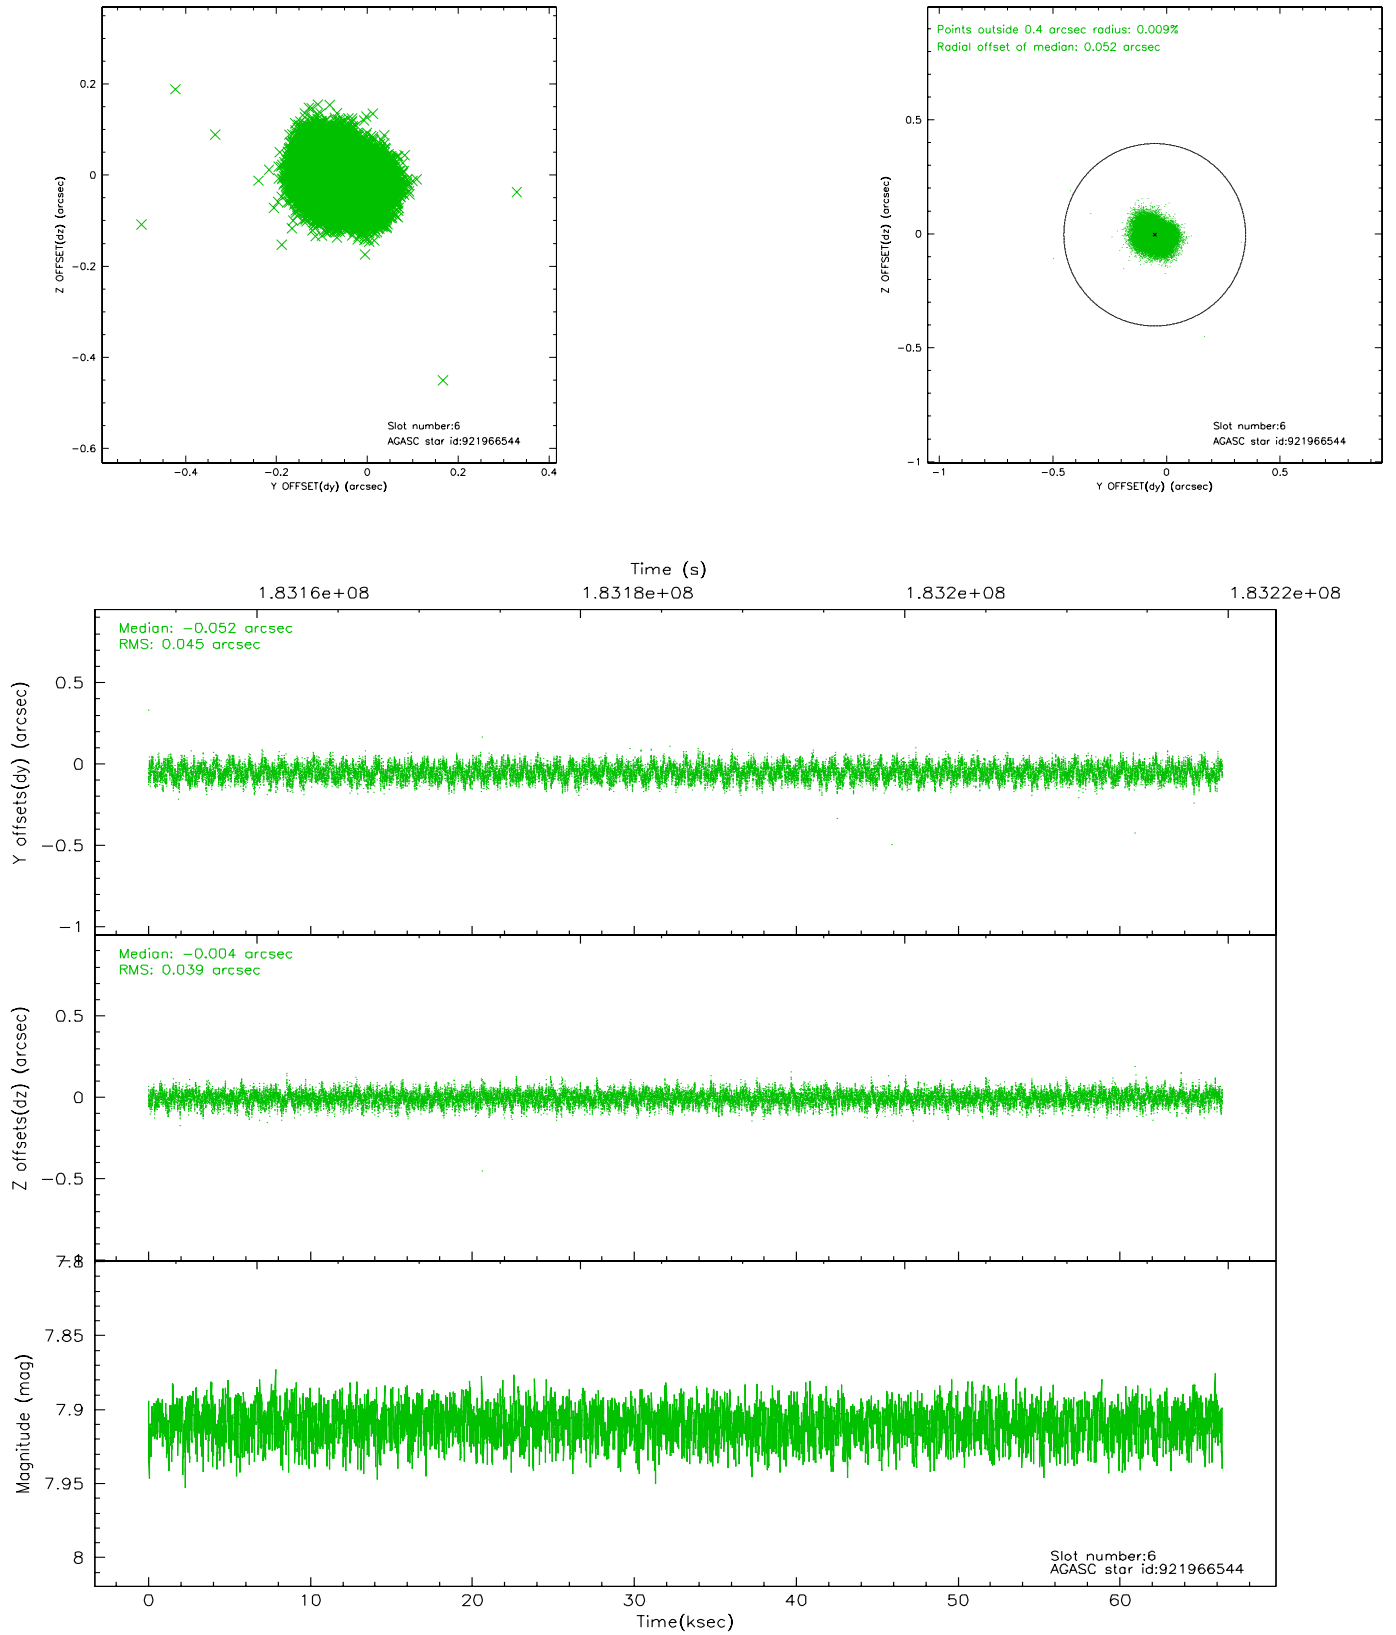 0.2
0
−0.2
−0.4
−0.6
Z OFFSET(dz) (arcsec)
Slot number:6
AGASC star id:921966544
−0.4 −0.2 0 0.2 0.4
Y OFFSET(dy) (arcsec)
Points outside 0.4 arcsec radius: 0.009%
Radial offset of median: 0.052 arcsec
0.5
0
−0.5
−1
Z OFFSET(dz) (arcsec)
Slot number:6
AGASC star id:921966544
−1 −0.5 0 0.5
Y OFFSET(dy) (arcsec)
Time (s)
1.8316e+08 1.8318e+08 1.832e+08 1.8322e+08
Median: −0.052 arcsec
RMS: 0.045 arcsec
0.5
0
−0.5
−1
Y offsets(dy) (arcsec)
Median: −0.004 arcsec
RMS: 0.039 arcsec
0.5
0
−0.5
Z offsets(dz) (arcsec)
7.8
7.85
7.9
7.95
8
Magnitude (mag)
Slot number:6
AGASC star id:921966544
0 10 20 30 40 50 60
Time(ksec)